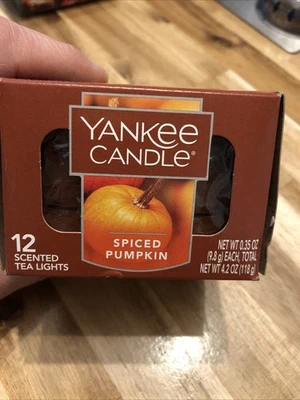 YANKEE
CANDLE®
SPICED
PUMPKIN
12
SCENTED
TEA LIGHTS
NET WT 0.35 OZ
(9.8 g) EACH, TOTAL
NET WT 4.2 OZ (118 g)